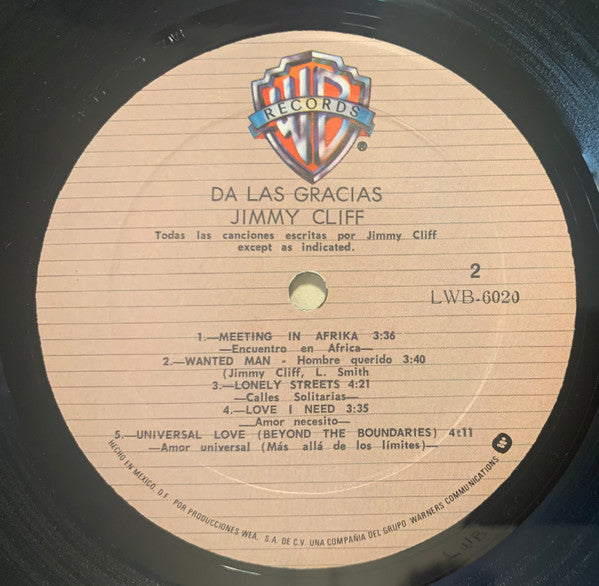 WB
RECORDS
®
DA LAS GRACIAS
JIMMY CLIFF
Todas las canciones escritas por Jimmy Cliff
except as indicated.
2
LWB-6020
1.—MEETING IN AFRIKA 3:36
—Encuentro en Africa—
2.—WANTED MAN - Hombre querido 3:40
(Jimmy Cliff, L. Smith
3.—LONELY STREETS 4:21
—Calles Solitarias—
4.—LOVE I NEED 3:35
—Amor necesito—
5.—UNIVERSAL LOVE (BEYOND THE BOUNDARIES) 4:11
—Amor universal (Más allá de los límites)—
HECHO EN MEXICO, D.F. POR PRODUCCIONES WEA, S.A. DE C.V. UNA COMPAÑIA DEL GRUPO WARNERS COMMUNICATIONS